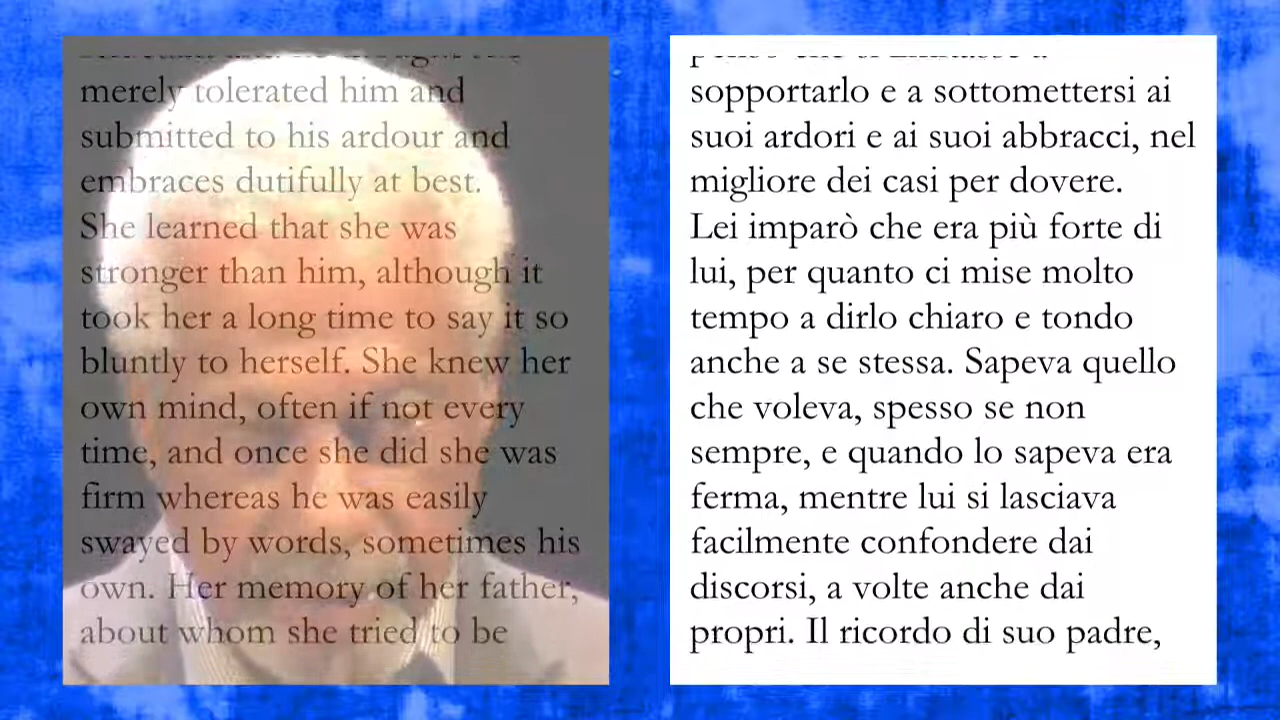 merely tolerated him and
submitted to his ardour and
embraces dutifully at best.
She learned that she was
stronger than him, although it
took her a long time to say it so
bluntly to herself. She knew her
own mind, often if not every
time, and once she did she was
firm whereas he was easily
swayed by words, sometimes his
own. Her memory of her father,
about whom she tried to be
sopportarlo e a sottomettersi ai
suoi ardori e ai suoi abbracci, nel
migliore dei casi per dovere.
Lei imparò che era più forte di
lui, per quanto ci mise molto
tempo a dirlo chiaro e tondo
anche a se stessa. Sapeva quello
che voleva, spesso se non
sempre, e quando lo sapeva era
ferma, mentre lui si lasciava
facilmente confondere dai
discorsi, a volte anche dai
propri. Il ricordo di suo padre,